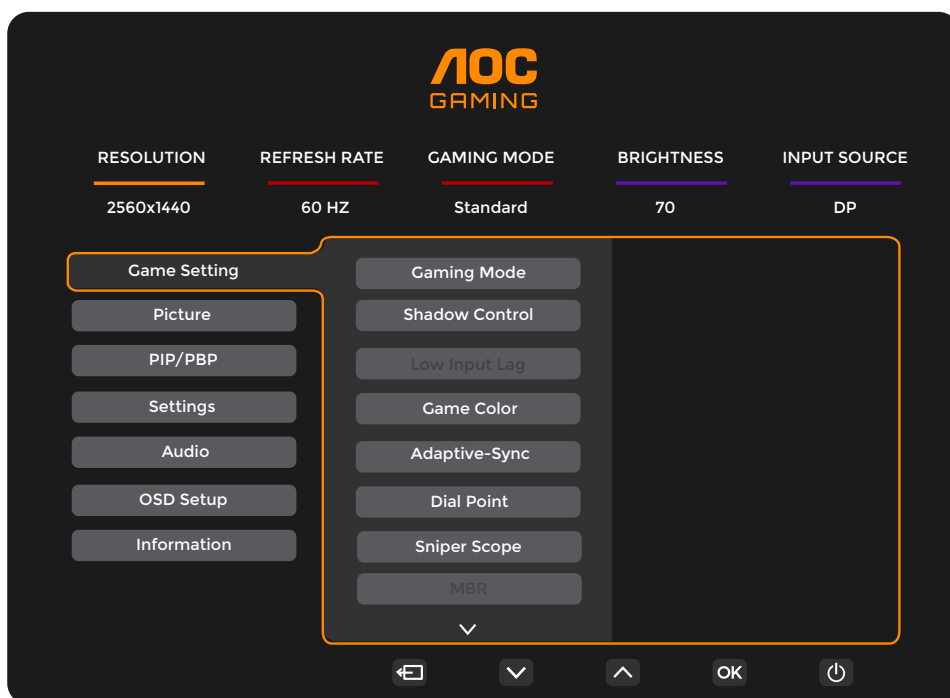 AOC
GAMING
RESOLUTION REFRESH RATE GAMING MODE BRIGHTNESS INPUT SOURCE
2560x1440 60 HZ Standard 70 DP
Game Setting
Picture
PIP/PBP
Settings
Audio
OSD Setup
Information
Gaming Mode
Shadow Control
Low Input Lag
Game Color
Adaptive-Sync
Dial Point
Sniper Scope
MBR
OK